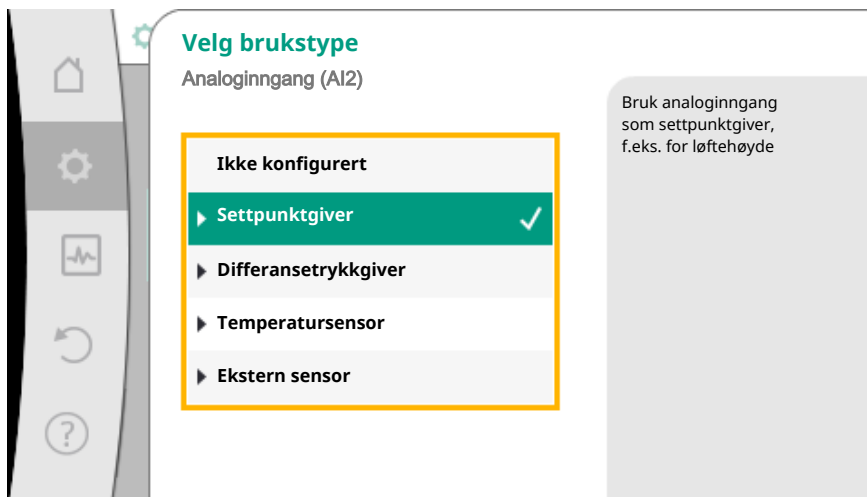 Velg brukstype
Analoginngang (AI2)
Ikke konfigurert
Settpunktgiver
Differansetrykkgiver
Temperatursensor
Ekstern sensor
Bruk analoginngang
som settpunktgiver,
f.eks. for løftehøyde
?